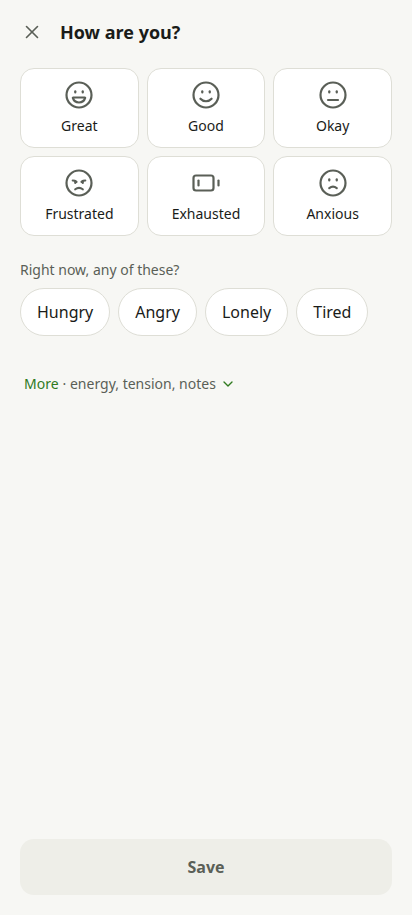 How are you?
Great
Good
Okay
Frustrated
Exhausted
Anxious
Right now, any of these?
Hungry
Angry
Lonely
Tired
More · energy, tension, notes
Save